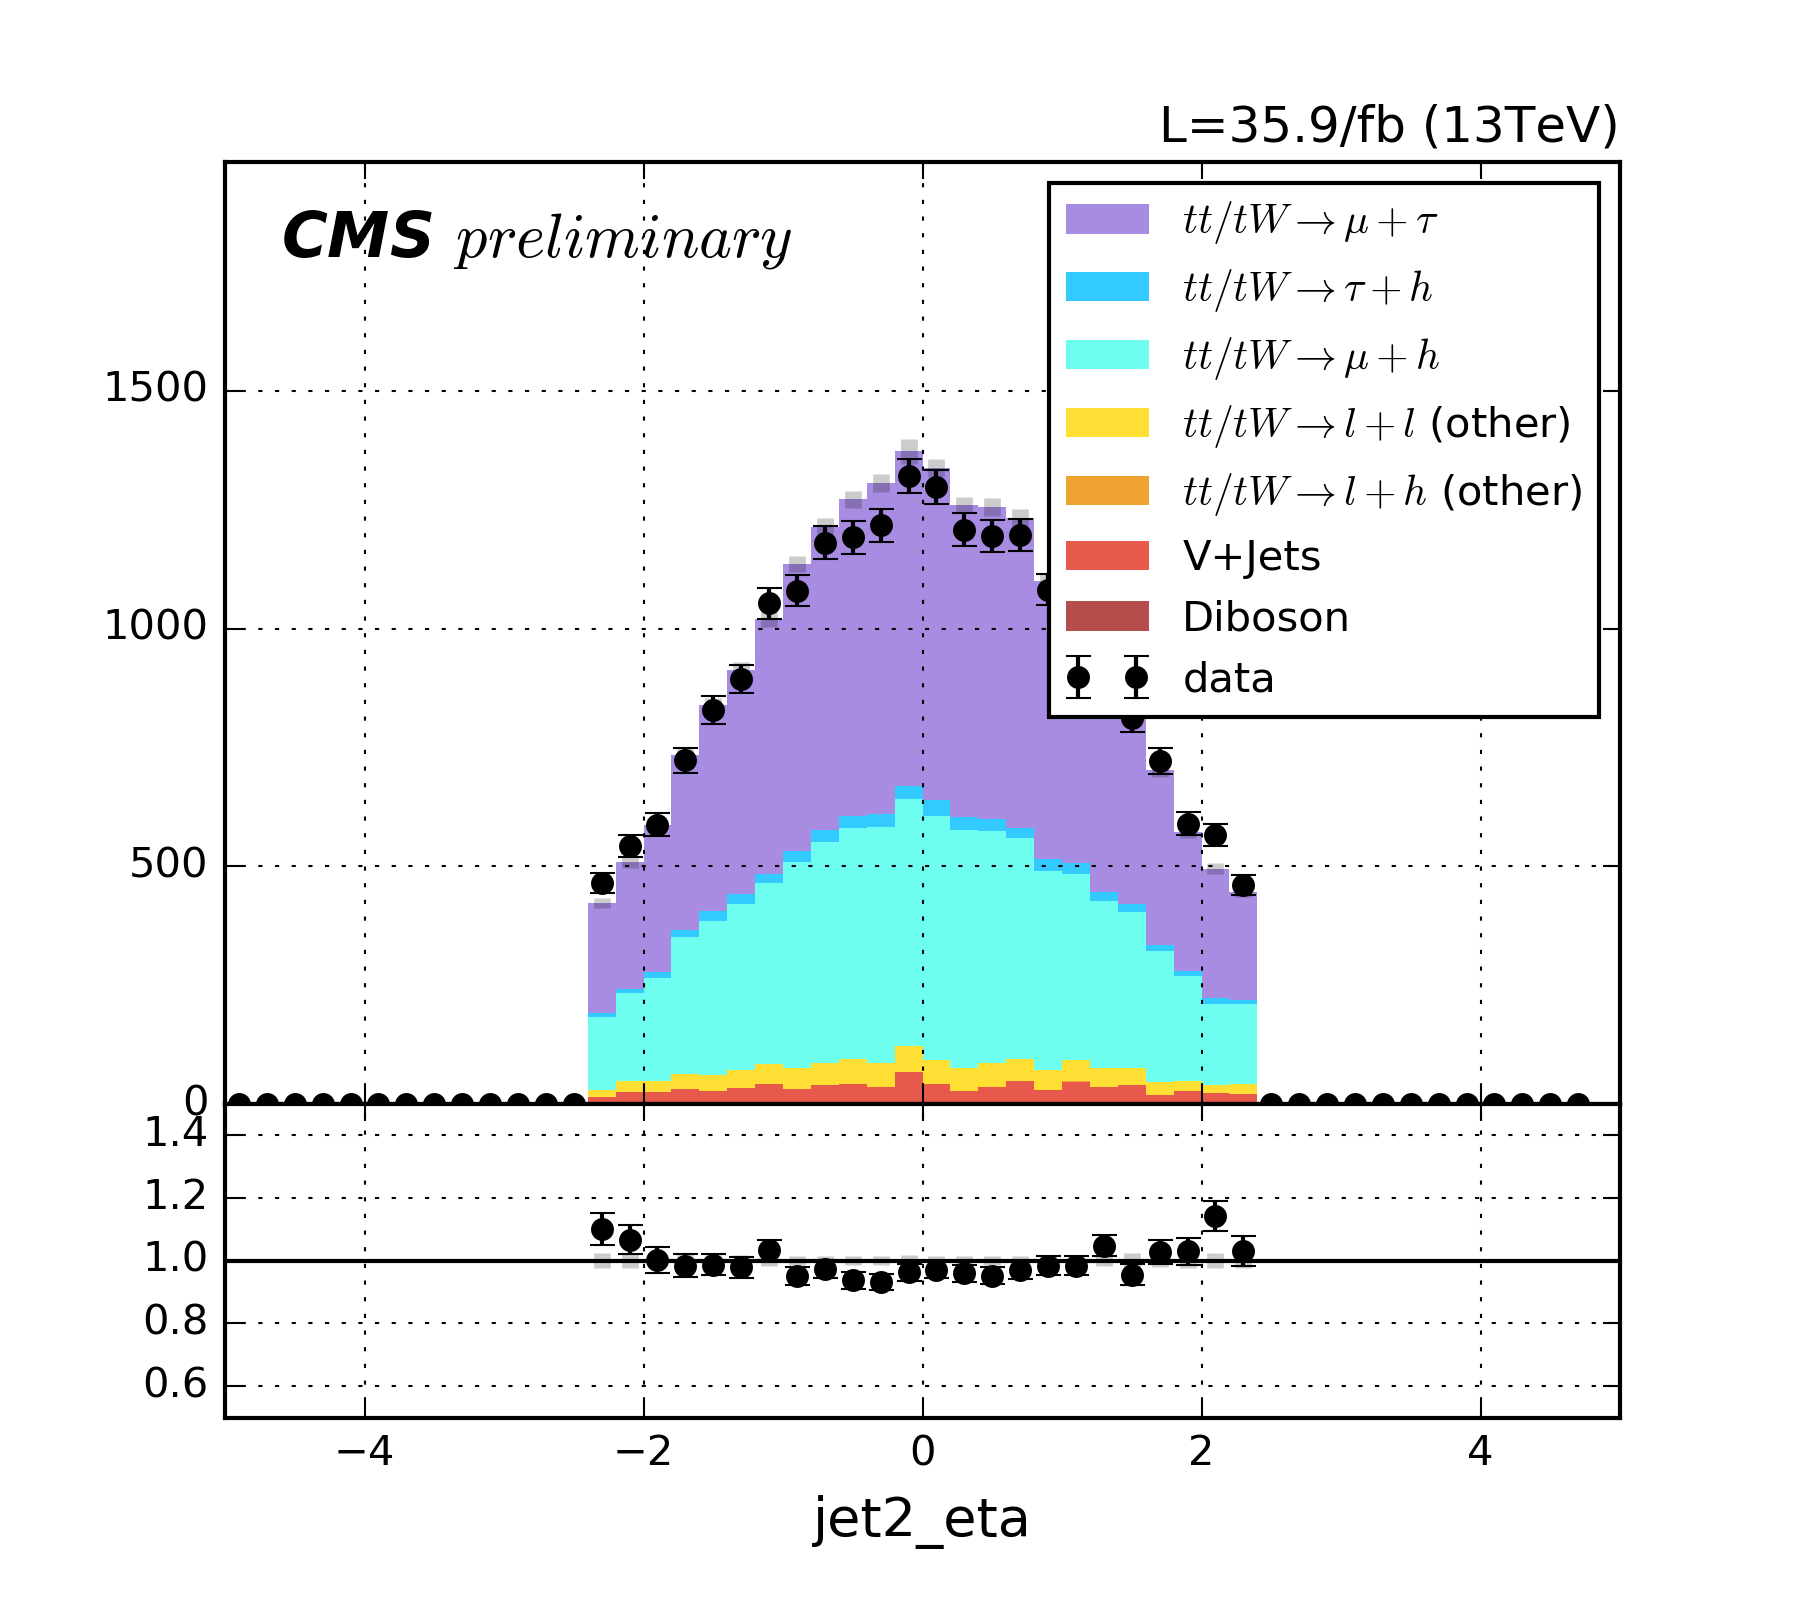 L=35.9/fb (13TeV)
CMS preliminary
tt/tW→μ+τ
tt/tW→τ+h
tt/tW→μ+h
tt/tW→l+l (other)
tt/tW→l+h (other)
V+Jets
Diboson
data
1500
1000
500
0
1.4
1.2
1.0
0.8
0.6
−4 −2 0 2 4
jet2_eta